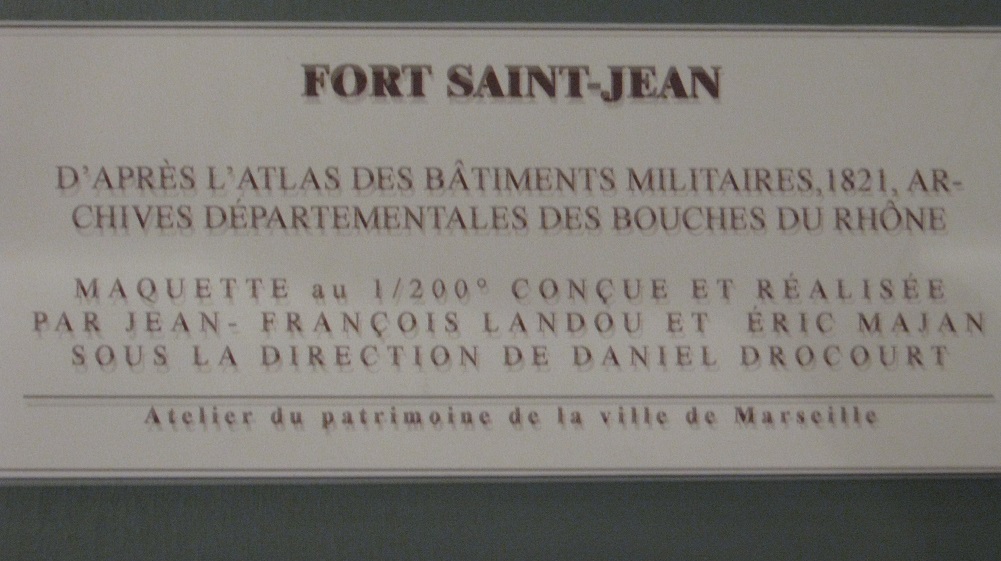 FORT SAINT-JEAN
D'APRÈS L'ATLAS DES BÂTIMENTS MILITAIRES,1821, AR-
CHIVES DÉPARTEMENTALES DES BOUCHES DU RHÔNE
MAQUETTE au 1/200° CONÇUE ET RÉALISÉE
PAR JEAN- FRANÇOIS LANDOU ET ÉRIC MAJAN
SOUS LA DIRECTION DE DANIEL DROCOURT
Atelier du patrimoine de la ville de Marseille